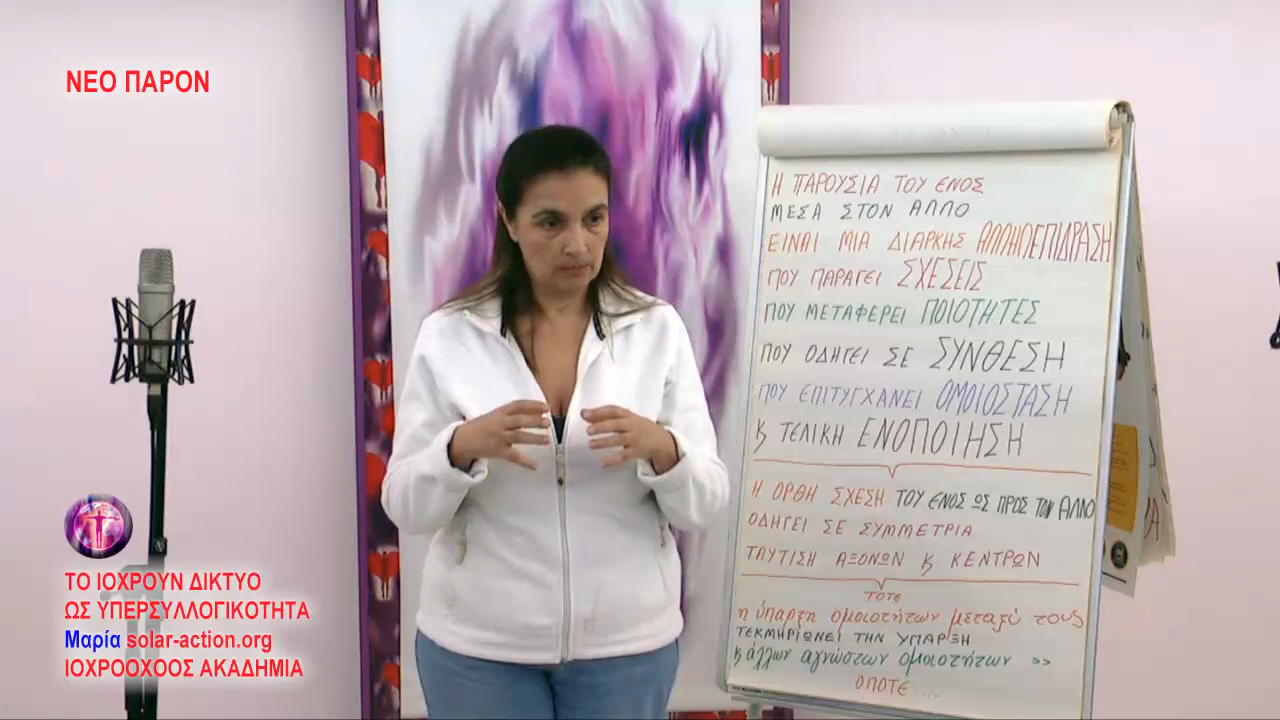 ΝΕΟ ΠΑΡΟΝ
Η ΠΑΡΟΥΣΙΑ ΤΟΥ ΕΝΟΣ
ΜΕΣΑ ΣΤΟΝ ΑΛΛΟ
ΕΙΝΑΙ ΜΙΑ ΔΙΑΡΚΗΣ ΑΛΛΗΛΕΠΙΔΡΑΣΗ
ΠΟΥ ΠΑΡΑΓΕΙ ΣΧΕΣΕΙΣ
ΠΟΥ ΜΕΤΑΦΕΡΕΙ ΠΟΙΟΤΗΤΕΣ
ΠΟΥ ΟΔΗΓΕΙ ΣΕ ΣΥΝΘΕΣΗ
ΠΟΥ ΕΠΙΤΥΓΧΑΝΕΙ ΟΜΟΙΟΣΤΑΣΗ
Ϗ ΤΕΛΙΚΗ ΕΝΟΠΟΙΗΣΗ
Η ΟΡΘΗ ΣΧΕΣΗ ΤΟΥ ΕΝΟΣ ΩΣ ΠΡΟΣ ΤΟΝ ΑΛΛΟ
ΟΔΗΓΕΙ ΣΕ ΣΥΜΜΕΤΡΙΑ
ΤΑΥΤΙΣΗ ΑΞΟΝΩΝ Ϗ ΚΕΝΤΡΩΝ
ΤΟΤΕ
η ύπαρξη ομοιοτήτων μεταξύ τους
ΤΕΚΜΗΡΙΩΝΕΙ ΤΗΝ ΥΠΑΡΞΗ
Ϗ άλλων αγνώστων ομοιοτήτων »
ΟΠΟΤΕ....
ΤΟ ΙΟΧΡΟΥΝ ΔΙΚΤΥΟ
ΩΣ ΥΠΕΡΣΥΛΛΟΓΙΚΟΤΗΤΑ
Μαρία solar-action.org
ΙΟΧΡΟΟΧΟΟΣ ΑΚΑΔΗΜΙΑ